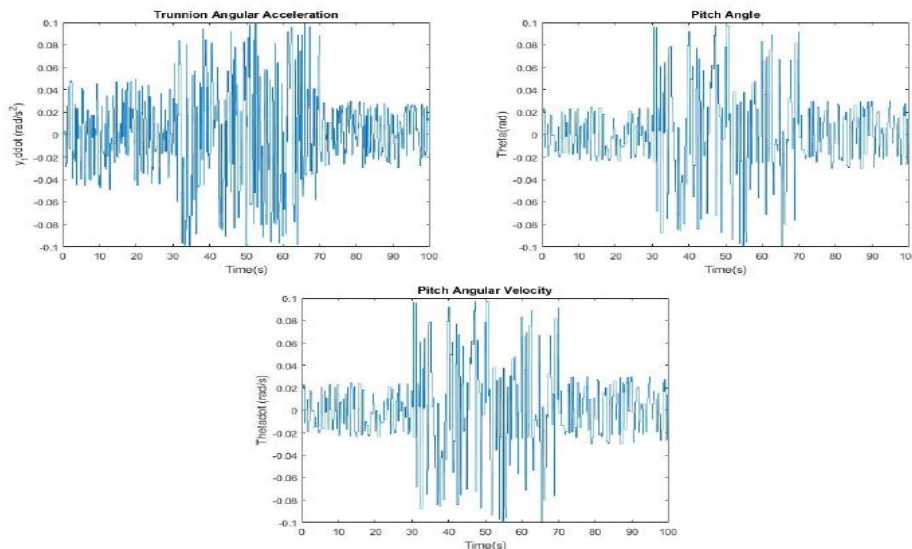 Trunnion Angular Acceleration
0.1
0.08
0.06
0.04
0.02
0
-0.02
-0.04
-0.06
-0.08
-0.1
y_ddot(rad/s²)
0 10 20 30 40 50 60 70 80 90 100
Time(s)
Pitch Angle
0.1
0.08
0.06
0.04
0.02
0
-0.02
-0.04
-0.06
-0.08
-0.1
Theta(rad)
0 10 20 30 40 50 60 70 80 90 100
Time(s)
Pitch Angular Velocity
0.1
0.08
0.06
0.04
0.02
0
-0.02
-0.04
-0.06
-0.08
-0.1
Thetadot (rad/s)
0 10 20 30 40 50 60 70 80 90 100
Time(s)